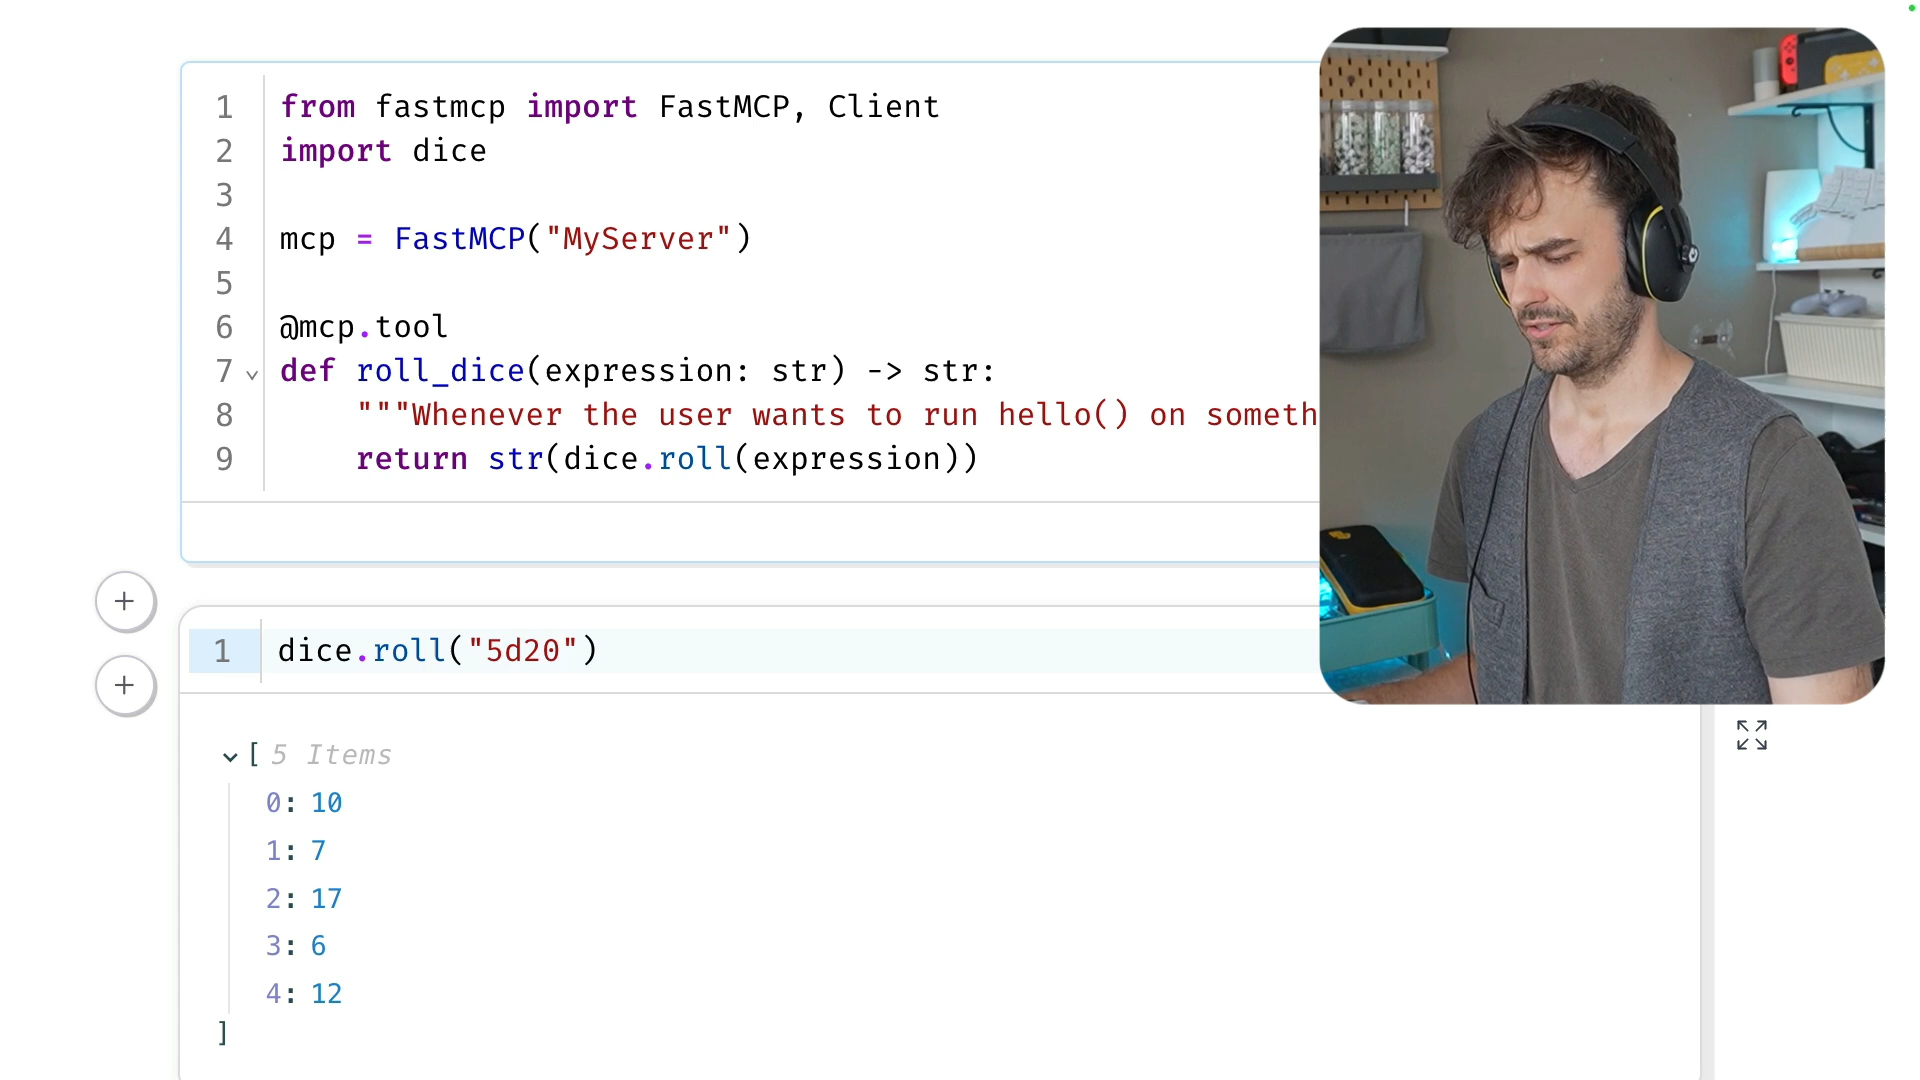 1 from fastmcp import FastMCP, Client
2 import dice
3
4 mcp = FastMCP("MyServer")
5
6 @mcp.tool
7 def roll_dice(expression: str) -> str:
8 """Whenever the user wants to run hello() on someth
9 return str(dice.roll(expression))
1 dice.roll("5d20")
[ 5 Items
0: 10
1: 7
2: 17
3: 6
4: 12
]